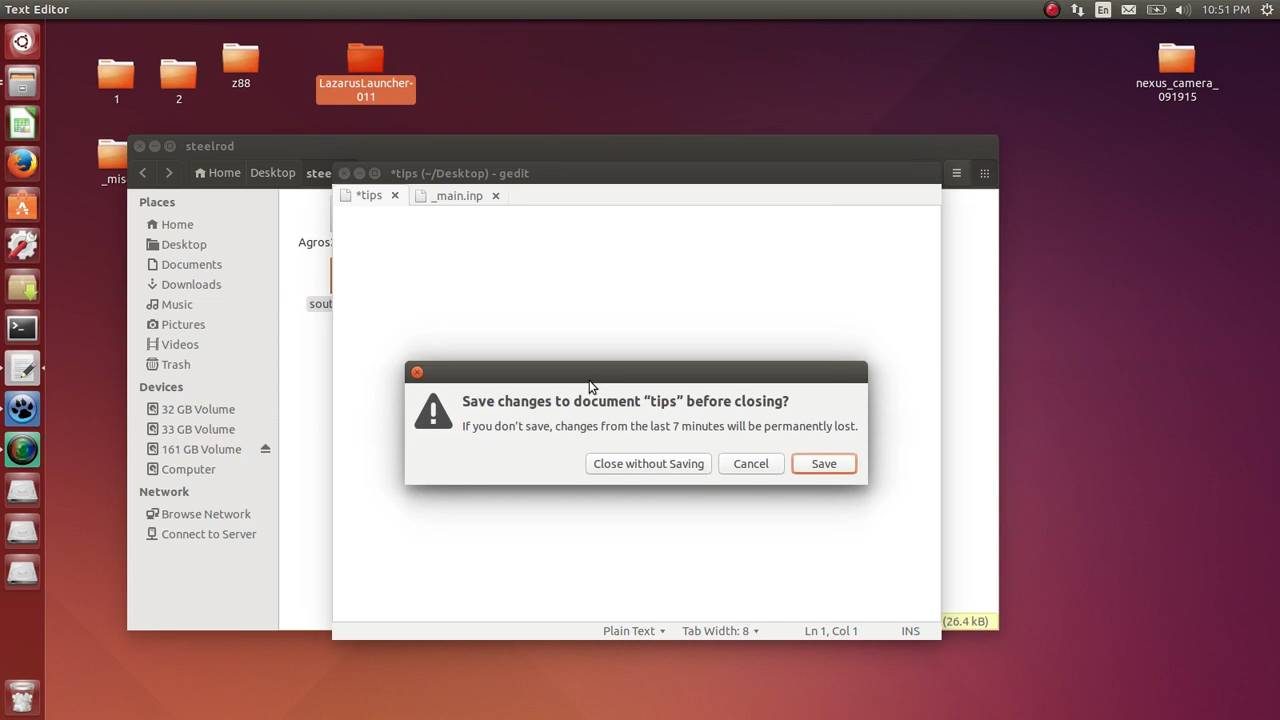 Text Editor
En
10:51 PM
1
2
z88
LazarusLauncher-
011
nexus_camera_
091915
_mis
steelrod
Home
Desktop
stee
*tips (~/Desktop) - gedit
*tips
_main.inp
Places
Home
Desktop
Documents
Downloads
Music
Pictures
Videos
Trash
Devices
32 GB Volume
33 GB Volume
161 GB Volume
Computer
Network
Browse Network
Connect to Server
sout
Save changes to document “tips” before closing?
If you don’t save, changes from the last 7 minutes will be permanently lost.
Close without Saving
Cancel
Save
(26.4 kB)
Plain Text
Tab Width: 8
Ln 1, Col 1
INS